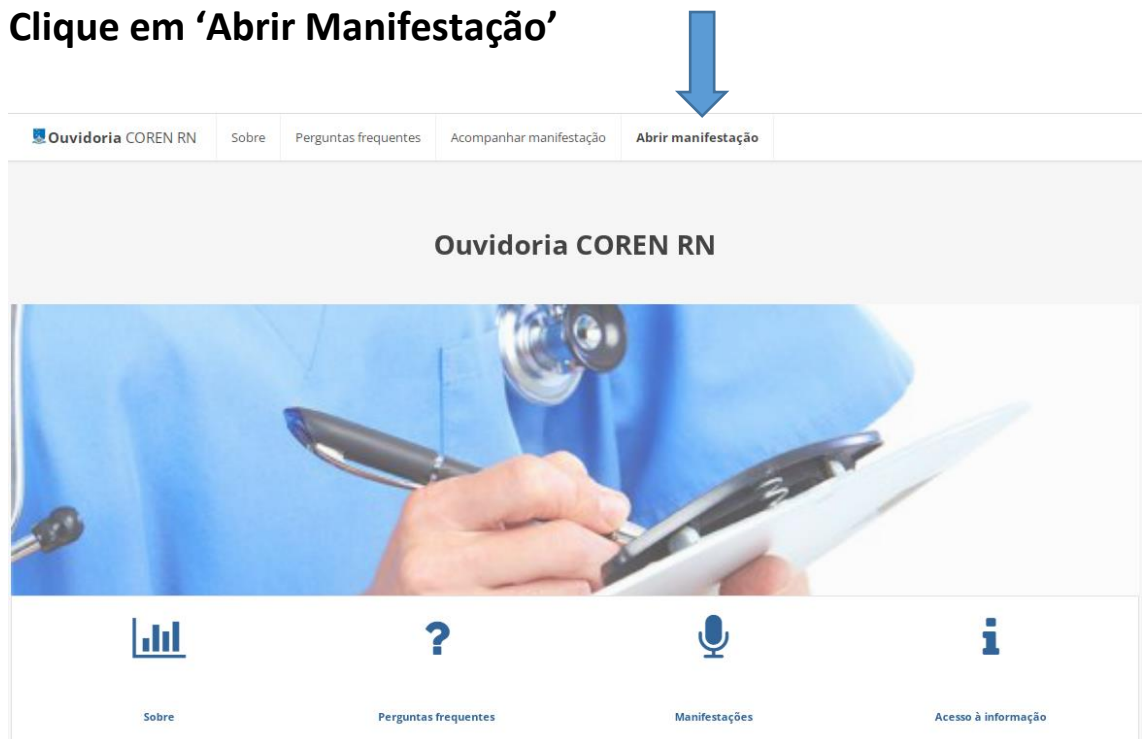 Clique em ‘Abrir Manifestação’
Ouvidoria COREN RN Sobre Perguntas frequentes Acompanhar manifestação Abrir manifestação
Ouvidoria COREN RN
Sobre Perguntas frequentes Manifestações Acesso à informação